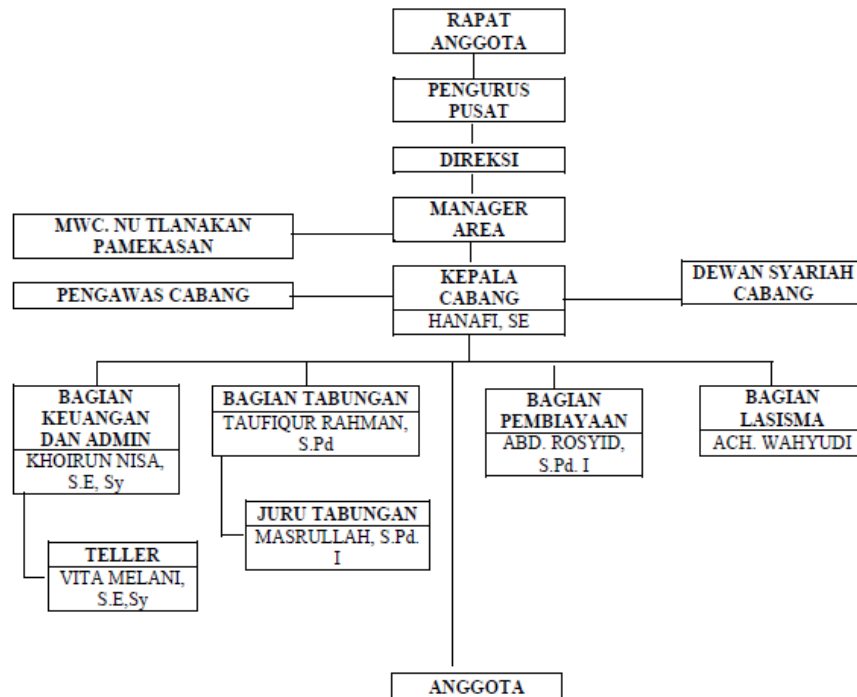 RAPAT
ANGGOTA
PENGURUS
PUSAT
DIREKSI
MANAGER
AREA
MWC. NU TLANAKAN
PAMEKASAN
KEPALA
CABANG
HANAFI, SE
PENGAWAS CABANG
DEWAN SYARIAH
CABANG
BAGIAN
KEUANGAN
DAN ADMIN
KHOIRUN NISA,
S.E, Sy
BAGIAN TABUNGAN
TAUFIQUR RAHMAN,
S.Pd
BAGIAN
PEMBIAYAAN
ABD. ROSYID,
S.Pd. I
BAGIAN
LASISMA
ACH. WAHYUDI
JURU TABUNGAN
MASRULLAH, S.Pd.
I
TELLER
VITA MELANI,
S.E,Sy
ANGGOTA